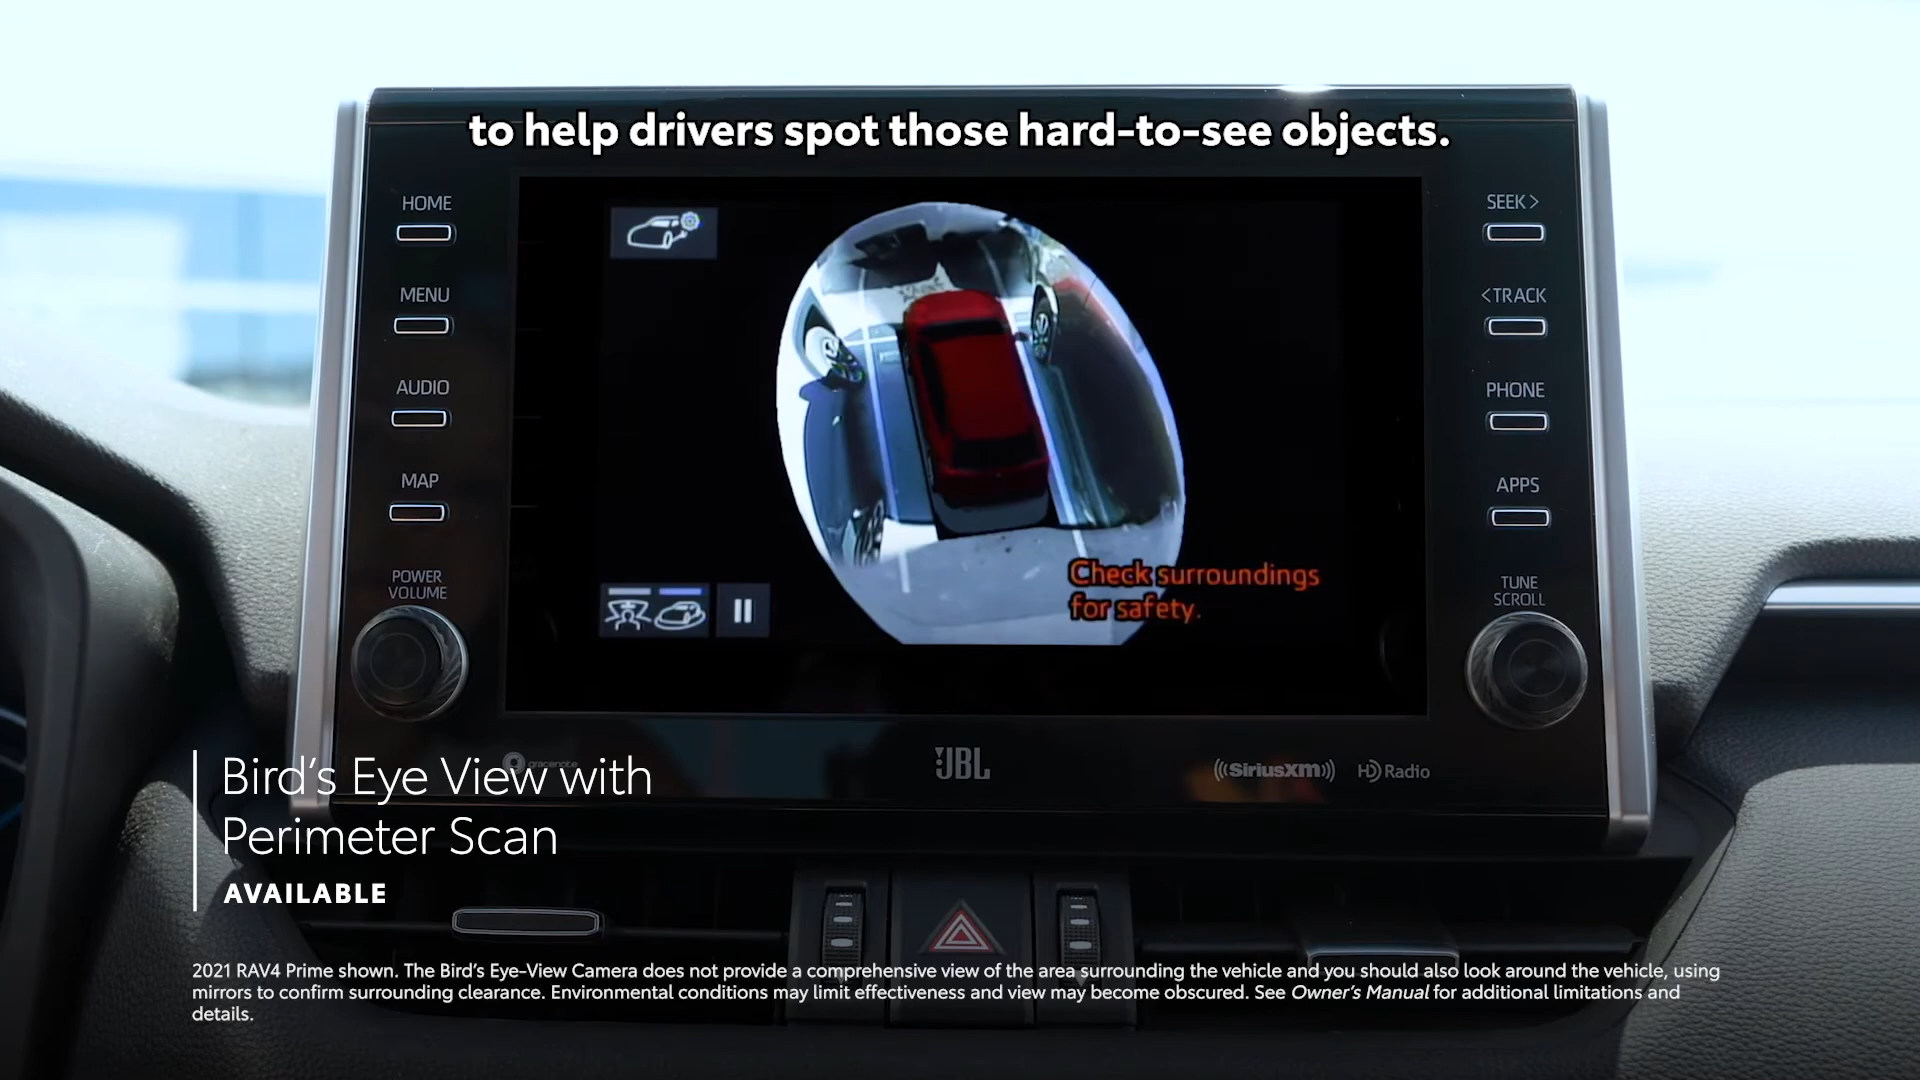 to help drivers spot those hard-to-see objects.
HOME
MENU
AUDIO
MAP
POWER
VOLUME
SEEK >
< TRACK
PHONE
APPS
TUNE
SCROLL
Check surroundings
for safety.
gracenote
JBL
((SiriusXM))
HD Radio
Bird’s Eye View with
Perimeter Scan
AVAILABLE
2021 RAV4 Prime shown. The Bird’s Eye-View Camera does not provide a comprehensive view of the area surrounding the vehicle and you should also look around the vehicle, using
mirrors to confirm surrounding clearance. Environmental conditions may limit effectiveness and view may become obscured. See Owner’s Manual for additional limitations and
details.